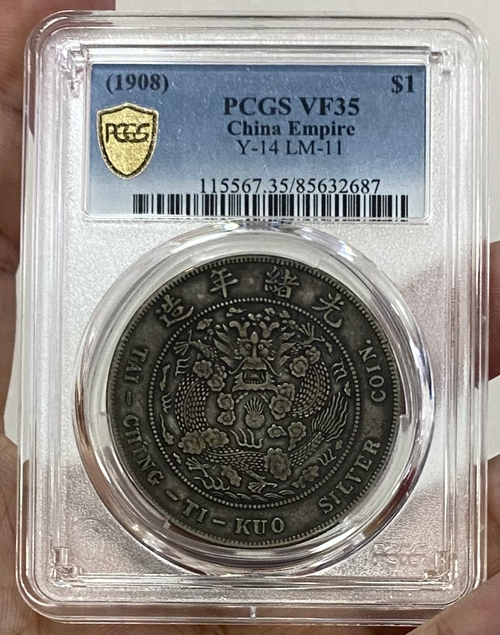 (1908) $1
PCGS VF35
China Empire
Y-14 LM-11
115567.35/85632687
PCGS
造年緒光
TAI-CHING-TI-KUO SILVER COIN.